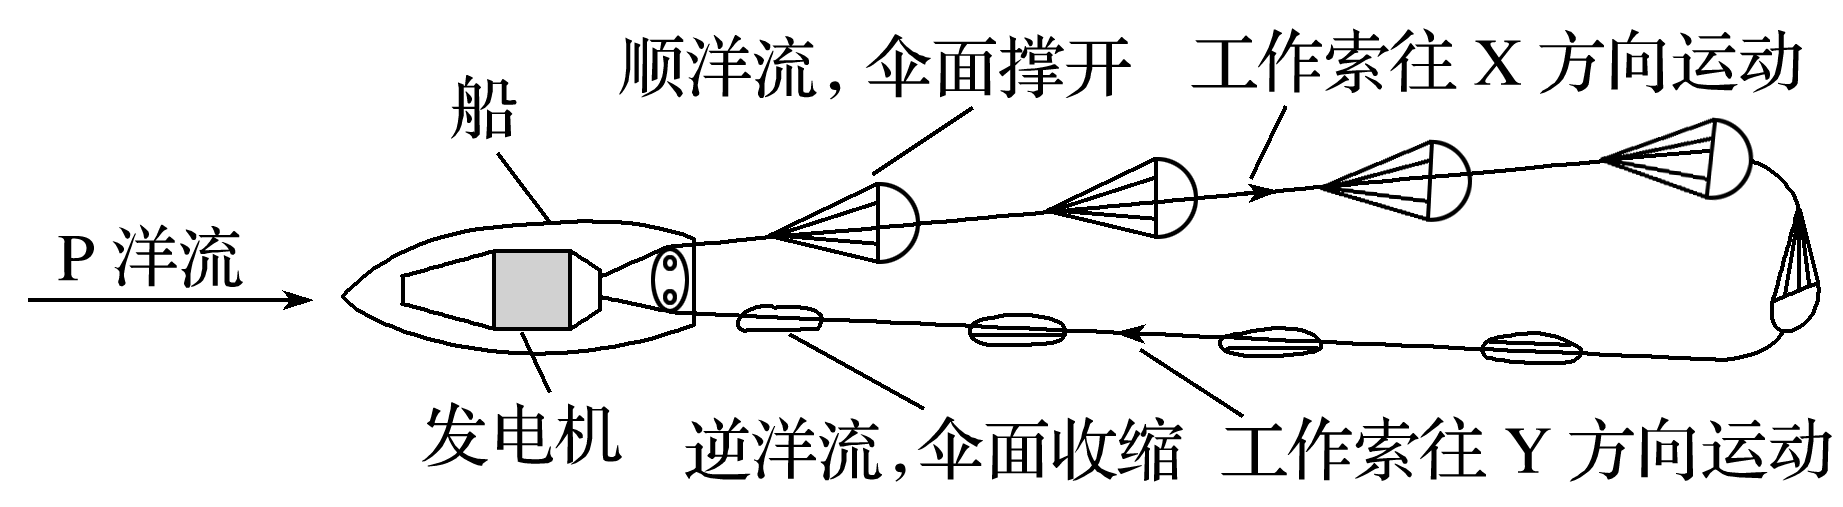 顺洋流，伞面撑开
工作索往 X 方向运动
船
P 洋流
发电机
逆洋流，伞面收缩
工作索往 Y 方向运动